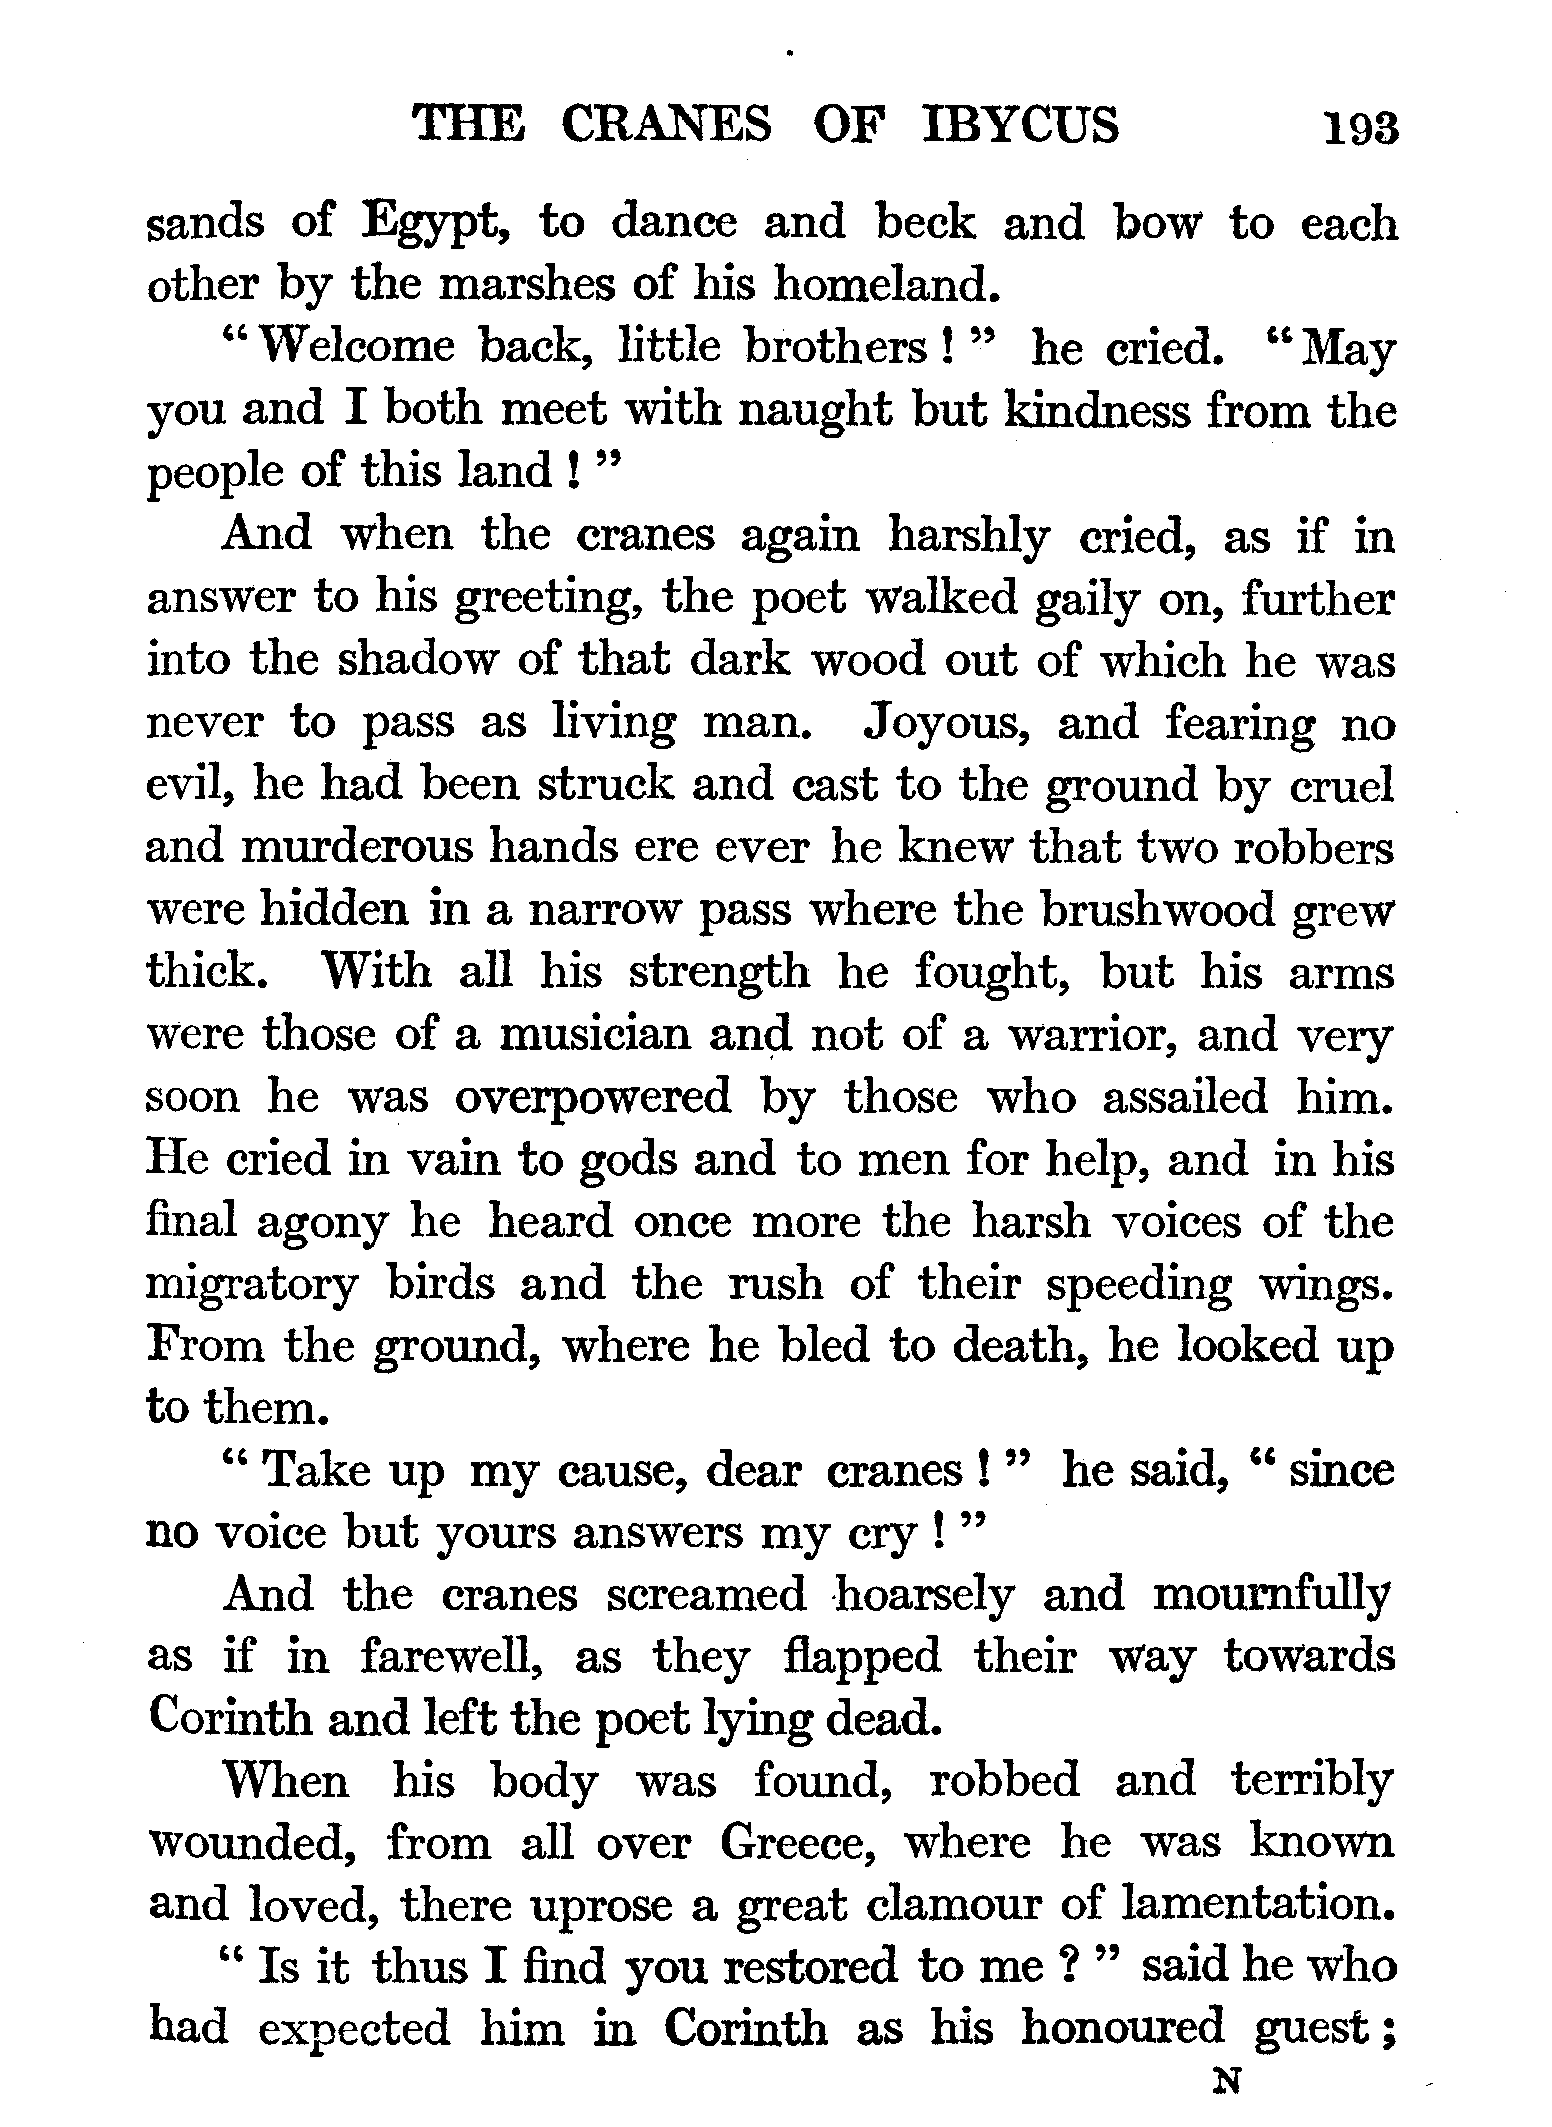 THE CRANES OF IBYCUS 193
sands of Egypt, to dance and beck and bow to each
other by the marshes of his homeland.
“ Welcome back, little brothers ! ” he cried. “ May
you and I both meet with naught but kindness from the
people of this land ! ”
And when the cranes again harshly cried, as if in
answer to his greeting, the poet walked gaily on, further
into the shadow of that dark wood out of which he was
never to pass as living man. Joyous, and fearing no
evil, he had been struck and cast to the ground by cruel
and murderous hands ere ever he knew that two robbers
were hidden in a narrow pass where the brushwood grew
thick. With all his strength he fought, but his arms
were those of a musician and not of a warrior, and very
soon he was overpowered by those who assailed him.
He cried in vain to gods and to men for help, and in his
final agony he heard once more the harsh voices of the
migratory birds and the rush of their speeding wings.
From the ground, where he bled to death, he looked up
to them.
“ Take up my cause, dear cranes ! ” he said, “ since
no voice but yours answers my cry ! ”
And the cranes screamed hoarsely and mournfully
as if in farewell, as they flapped their way towards
Corinth and left the poet lying dead.
When his body was found, robbed and terribly
wounded, from all over Greece, where he was known
and loved, there uprose a great clamour of lamentation.
“ Is it thus I find you restored to me ? ” said he who
had expected him in Corinth as his honoured guest ;
N